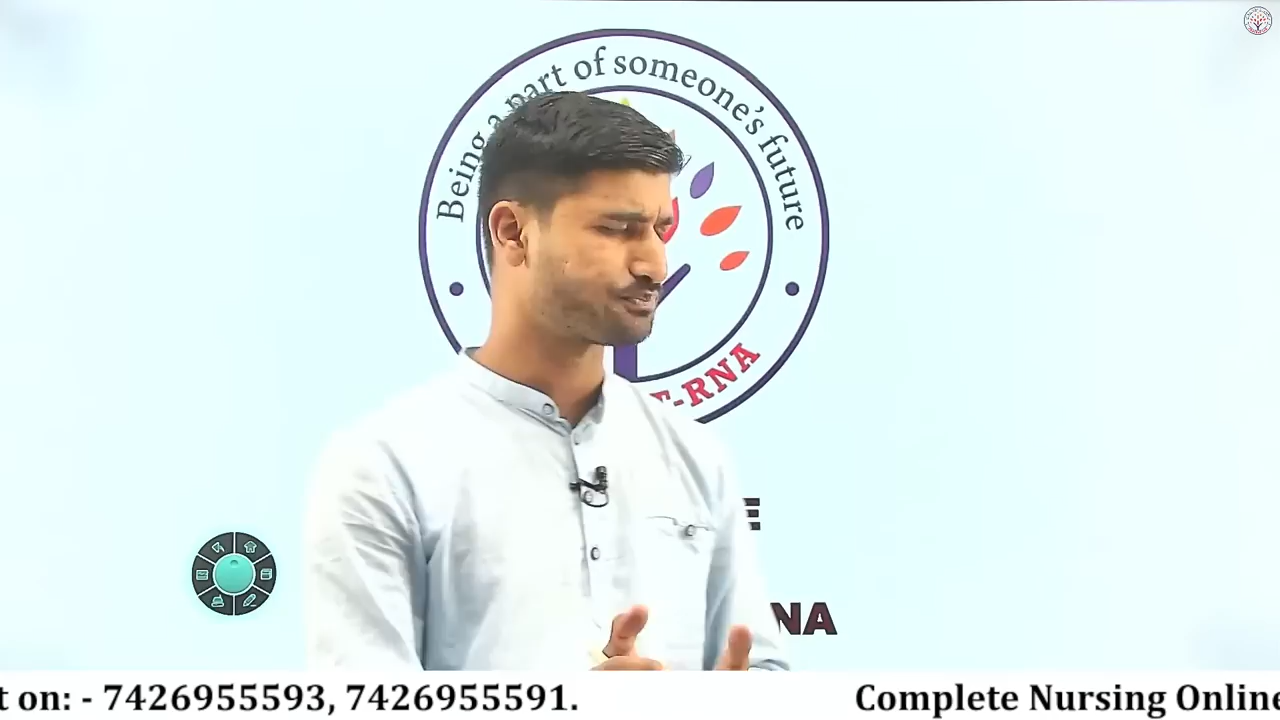 Being a part of someone's future
-RNA
E
NA
t on: - 7426955593, 7426955591. Complete Nursing Online